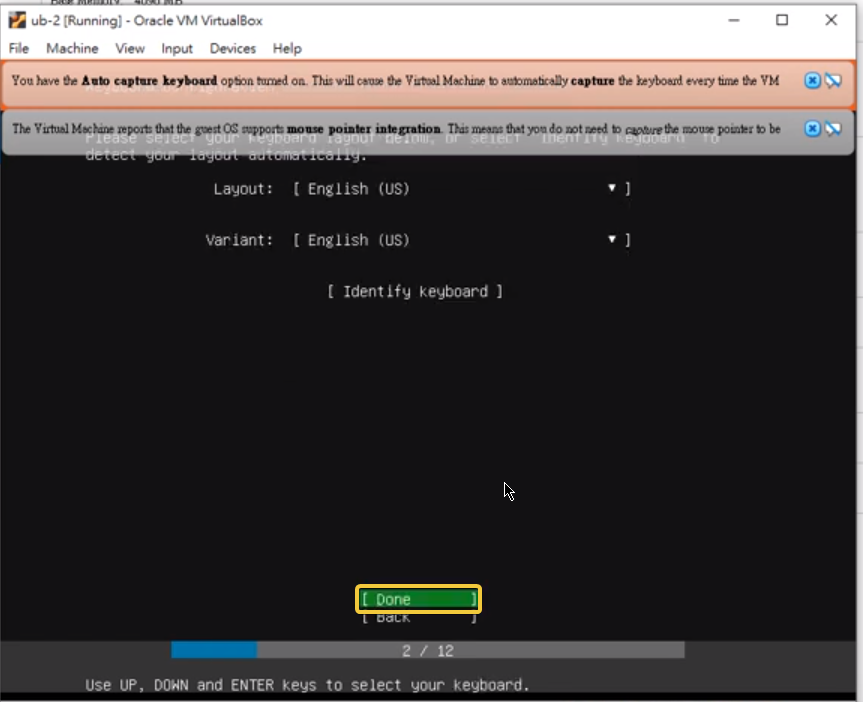 ub-2 [Running] - Oracle VM VirtualBox
File Machine View Input Devices Help
You have the Auto capture keyboard option turned on. This will cause the Virtual Machine to automatically capture the keyboard every time the VM
The Virtual Machine reports that the guest OS supports mouse pointer integration. This means that you do not need to capture the mouse pointer to be
Please select your keyboard layout below, or select "Identify keyboard" to
detect your layout automatically.
Layout: [ English (US) ▼ ]
Variant: [ English (US) ▼ ]
[ Identify keyboard ]
[ Done ]
[ Back ]
2 / 12
Use UP, DOWN and ENTER keys to select your keyboard.